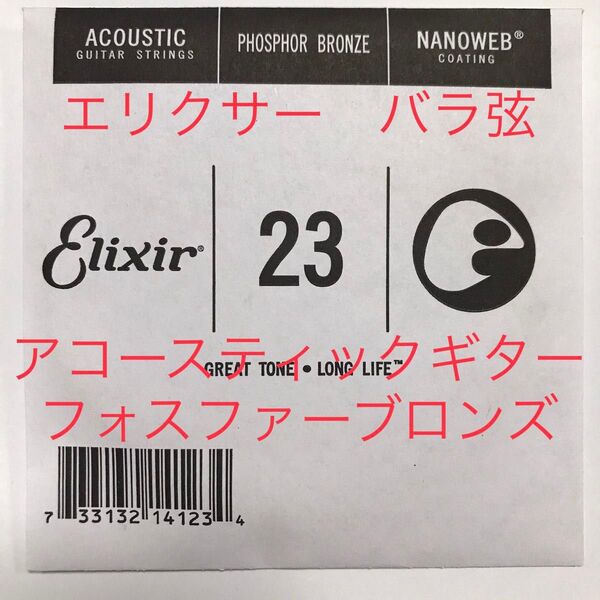 ACOUSTIC
GUITAR STRINGS
PHOSPHOR BRONZE
NANOWEB®
COATING
エリクサー　バラ弦
Elixir®
23
アコースティックギター
GREAT TONE • LONG LIFE™
フォスファーブロンズ
7 33132 14123 4